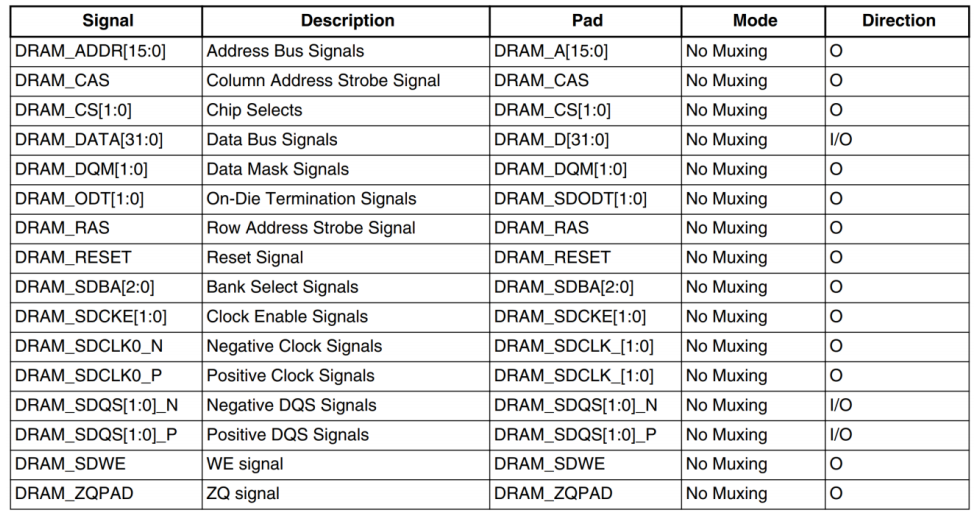 Signal Description Pad Mode Direction
DRAM_ADDR[15:0] Address Bus Signals DRAM_A[15:0] No Muxing O
DRAM_CAS Column Address Strobe Signal DRAM_CAS No Muxing O
DRAM_CS[1:0] Chip Selects DRAM_CS[1:0] No Muxing O
DRAM_DATA[31:0] Data Bus Signals DRAM_D[31:0] No Muxing I/O
DRAM_DQM[1:0] Data Mask Signals DRAM_DQM[1:0] No Muxing O
DRAM_ODT[1:0] On-Die Termination Signals DRAM_SDODT[1:0] No Muxing O
DRAM_RAS Row Address Strobe Signal DRAM_RAS No Muxing O
DRAM_RESET Reset Signal DRAM_RESET No Muxing O
DRAM_SDBA[2:0] Bank Select Signals DRAM_SDBA[2:0] No Muxing O
DRAM_SDCKE[1:0] Clock Enable Signals DRAM_SDCKE[1:0] No Muxing O
DRAM_SDCLK0_N Negative Clock Signals DRAM_SDCLK_[1:0] No Muxing O
DRAM_SDCLK0_P Positive Clock Signals DRAM_SDCLK_[1:0] No Muxing O
DRAM_SDQS[1:0]_N Negative DQS Signals DRAM_SDQS[1:0]_N No Muxing I/O
DRAM_SDQS[1:0]_P Positive DQS Signals DRAM_SDQS[1:0]_P No Muxing I/O
DRAM_SDWE WE signal DRAM_SDWE No Muxing O
DRAM_ZQPAD ZQ signal DRAM_ZQPAD No Muxing O